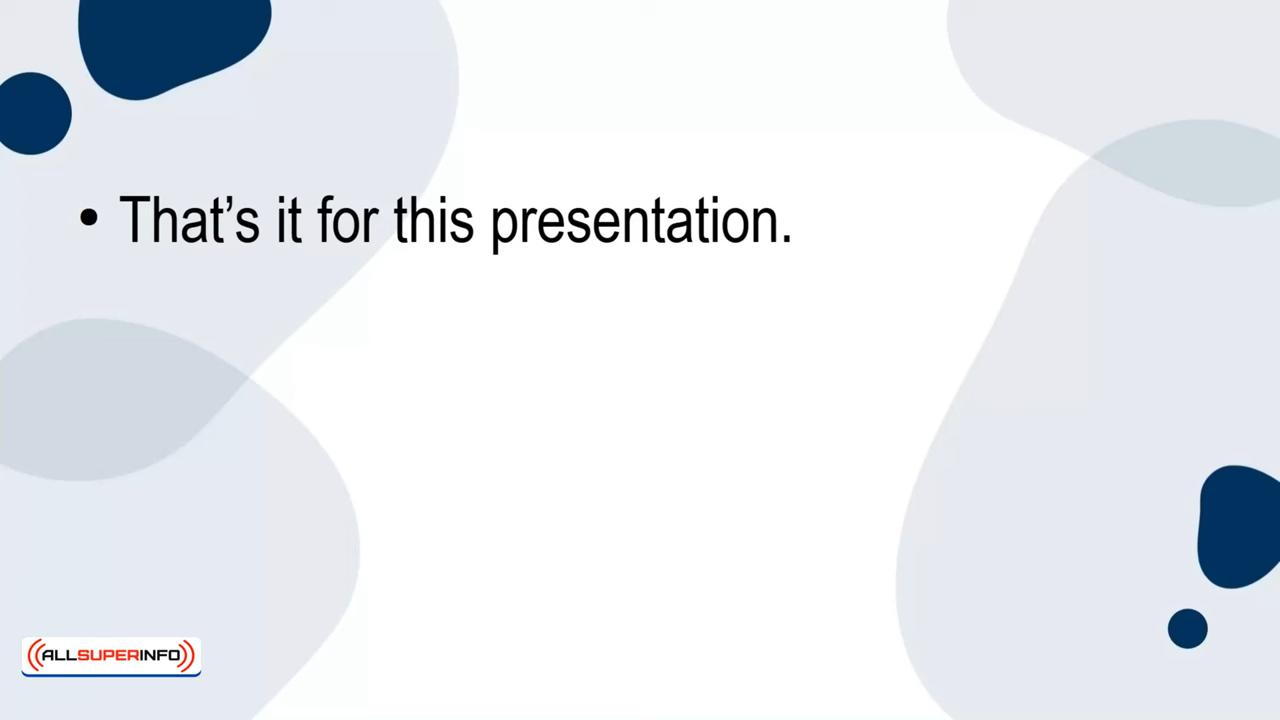 • That’s it for this presentation.
((ALLSUPERINFO))